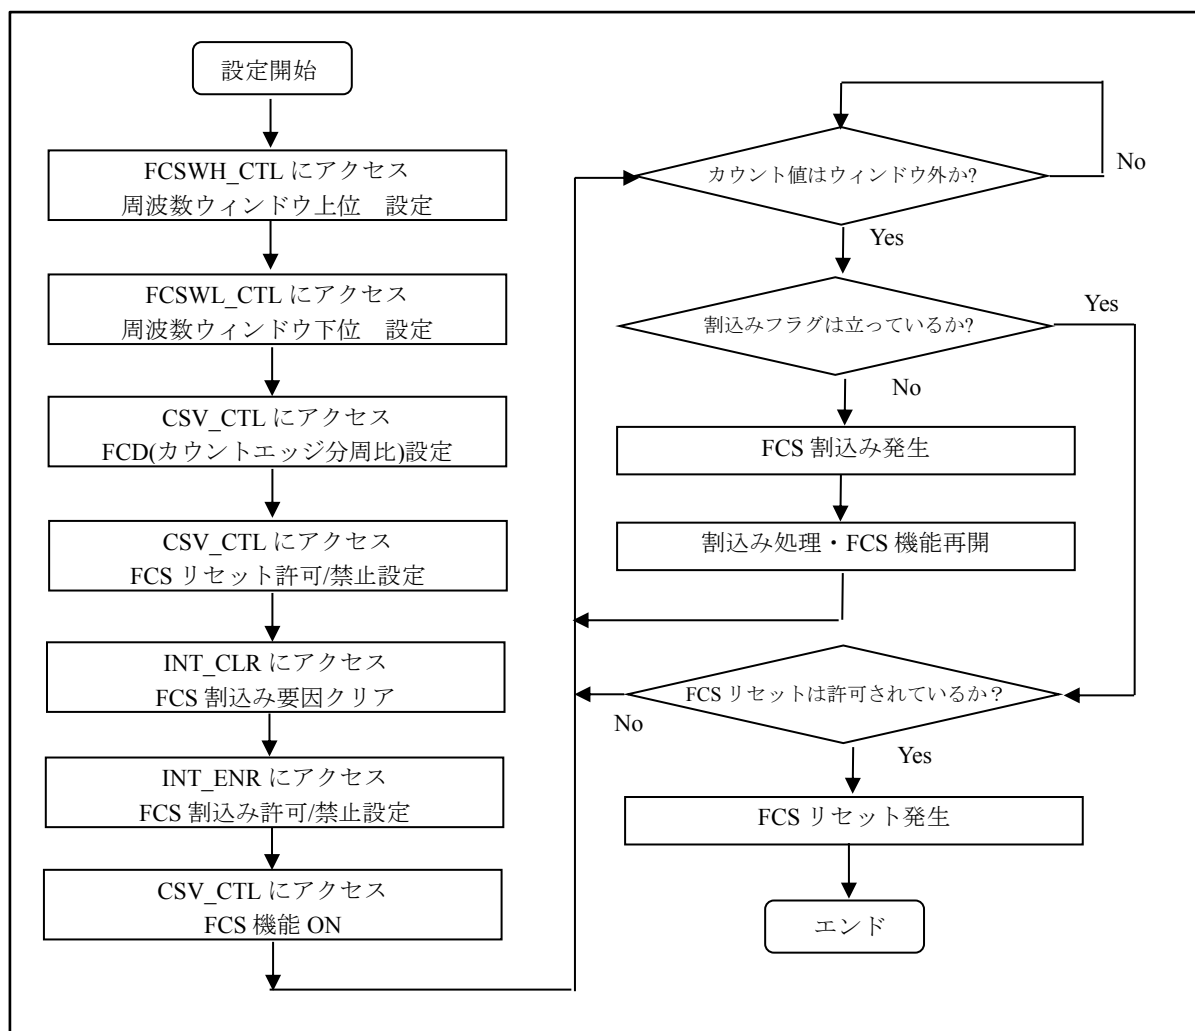 設定開始
FCSWH_CTL にアクセス
周波数ウィンドウ上位　設定
FCSWL_CTL にアクセス
周波数ウィンドウ下位　設定
CSV_CTL にアクセス
FCD(カウントエッジ分周比)設定
CSV_CTL にアクセス
FCS リセット許可/禁止設定
INT_CLR にアクセス
FCS 割込み要因クリア
INT_ENR にアクセス
FCS 割込み許可/禁止設定
CSV_CTL にアクセス
FCS 機能 ON
カウント値はウィンドウ外か?
No
Yes
割込みフラグは立っているか?
Yes
No
FCS 割込み発生
割込み処理・FCS 機能再開
FCS リセットは許可されているか？
No
Yes
FCS リセット発生
エンド